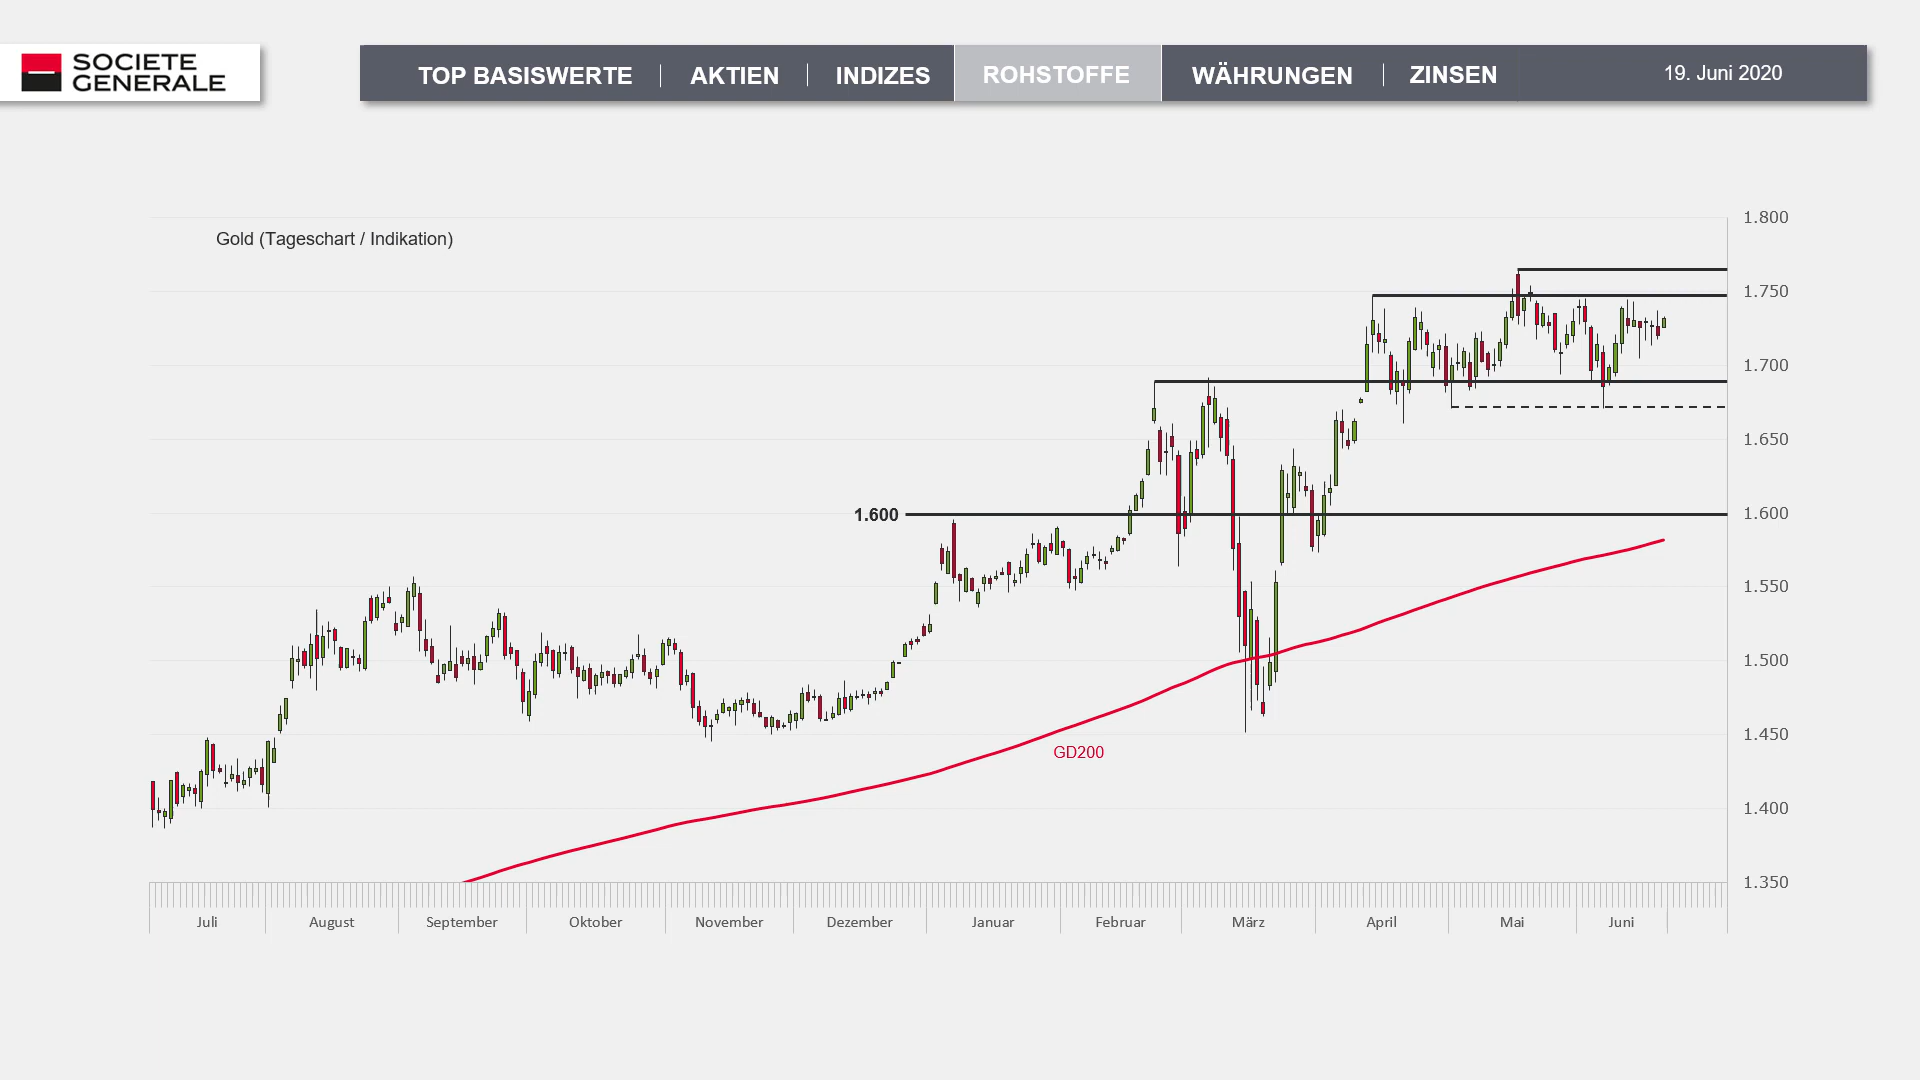 SOCIETE
GENERALE
TOP BASISWERTE
AKTIEN
INDIZES
ROHSTOFFE
WÄHRUNGEN
ZINSEN
19. Juni 2020
Gold (Tageschart / Indikation)
1.800
1.750
1.700
1.650
1.600
1.600
1.550
1.500
1.450
GD200
1.400
1.350
Juli
August
September
Oktober
November
Dezember
Januar
Februar
März
April
Mai
Juni